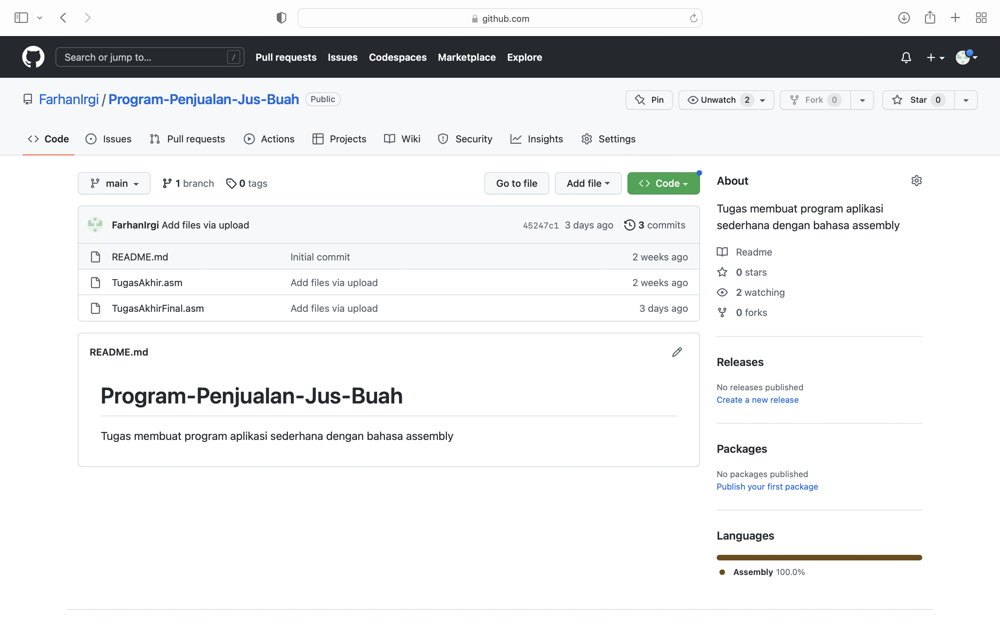 github.com
Search or jump to... /
Pull requests Issues Codespaces Marketplace Explore
FarhanIrgi / Program-Penjualan-Jus-Buah Public
Pin Unwatch 2 Fork 0 Star 0
Code Issues Pull requests Actions Projects Wiki Security Insights Settings
main 1 branch 0 tags
Go to file Add file Code
FarhanIrgi Add files via upload 45247c1 3 days ago 3 commits
README.md Initial commit 2 weeks ago
TugasAkhir.asm Add files via upload 2 weeks ago
TugasAkhirFinal.asm Add files via upload 3 days ago
README.md
Program-Penjualan-Jus-Buah
Tugas membuat program aplikasi sederhana dengan bahasa assembly
About
Tugas membuat program aplikasi
sederhana dengan bahasa assembly
Readme
0 stars
2 watching
0 forks
Releases
No releases published
Create a new release
Packages
No packages published
Publish your first package
Languages
Assembly 100.0%